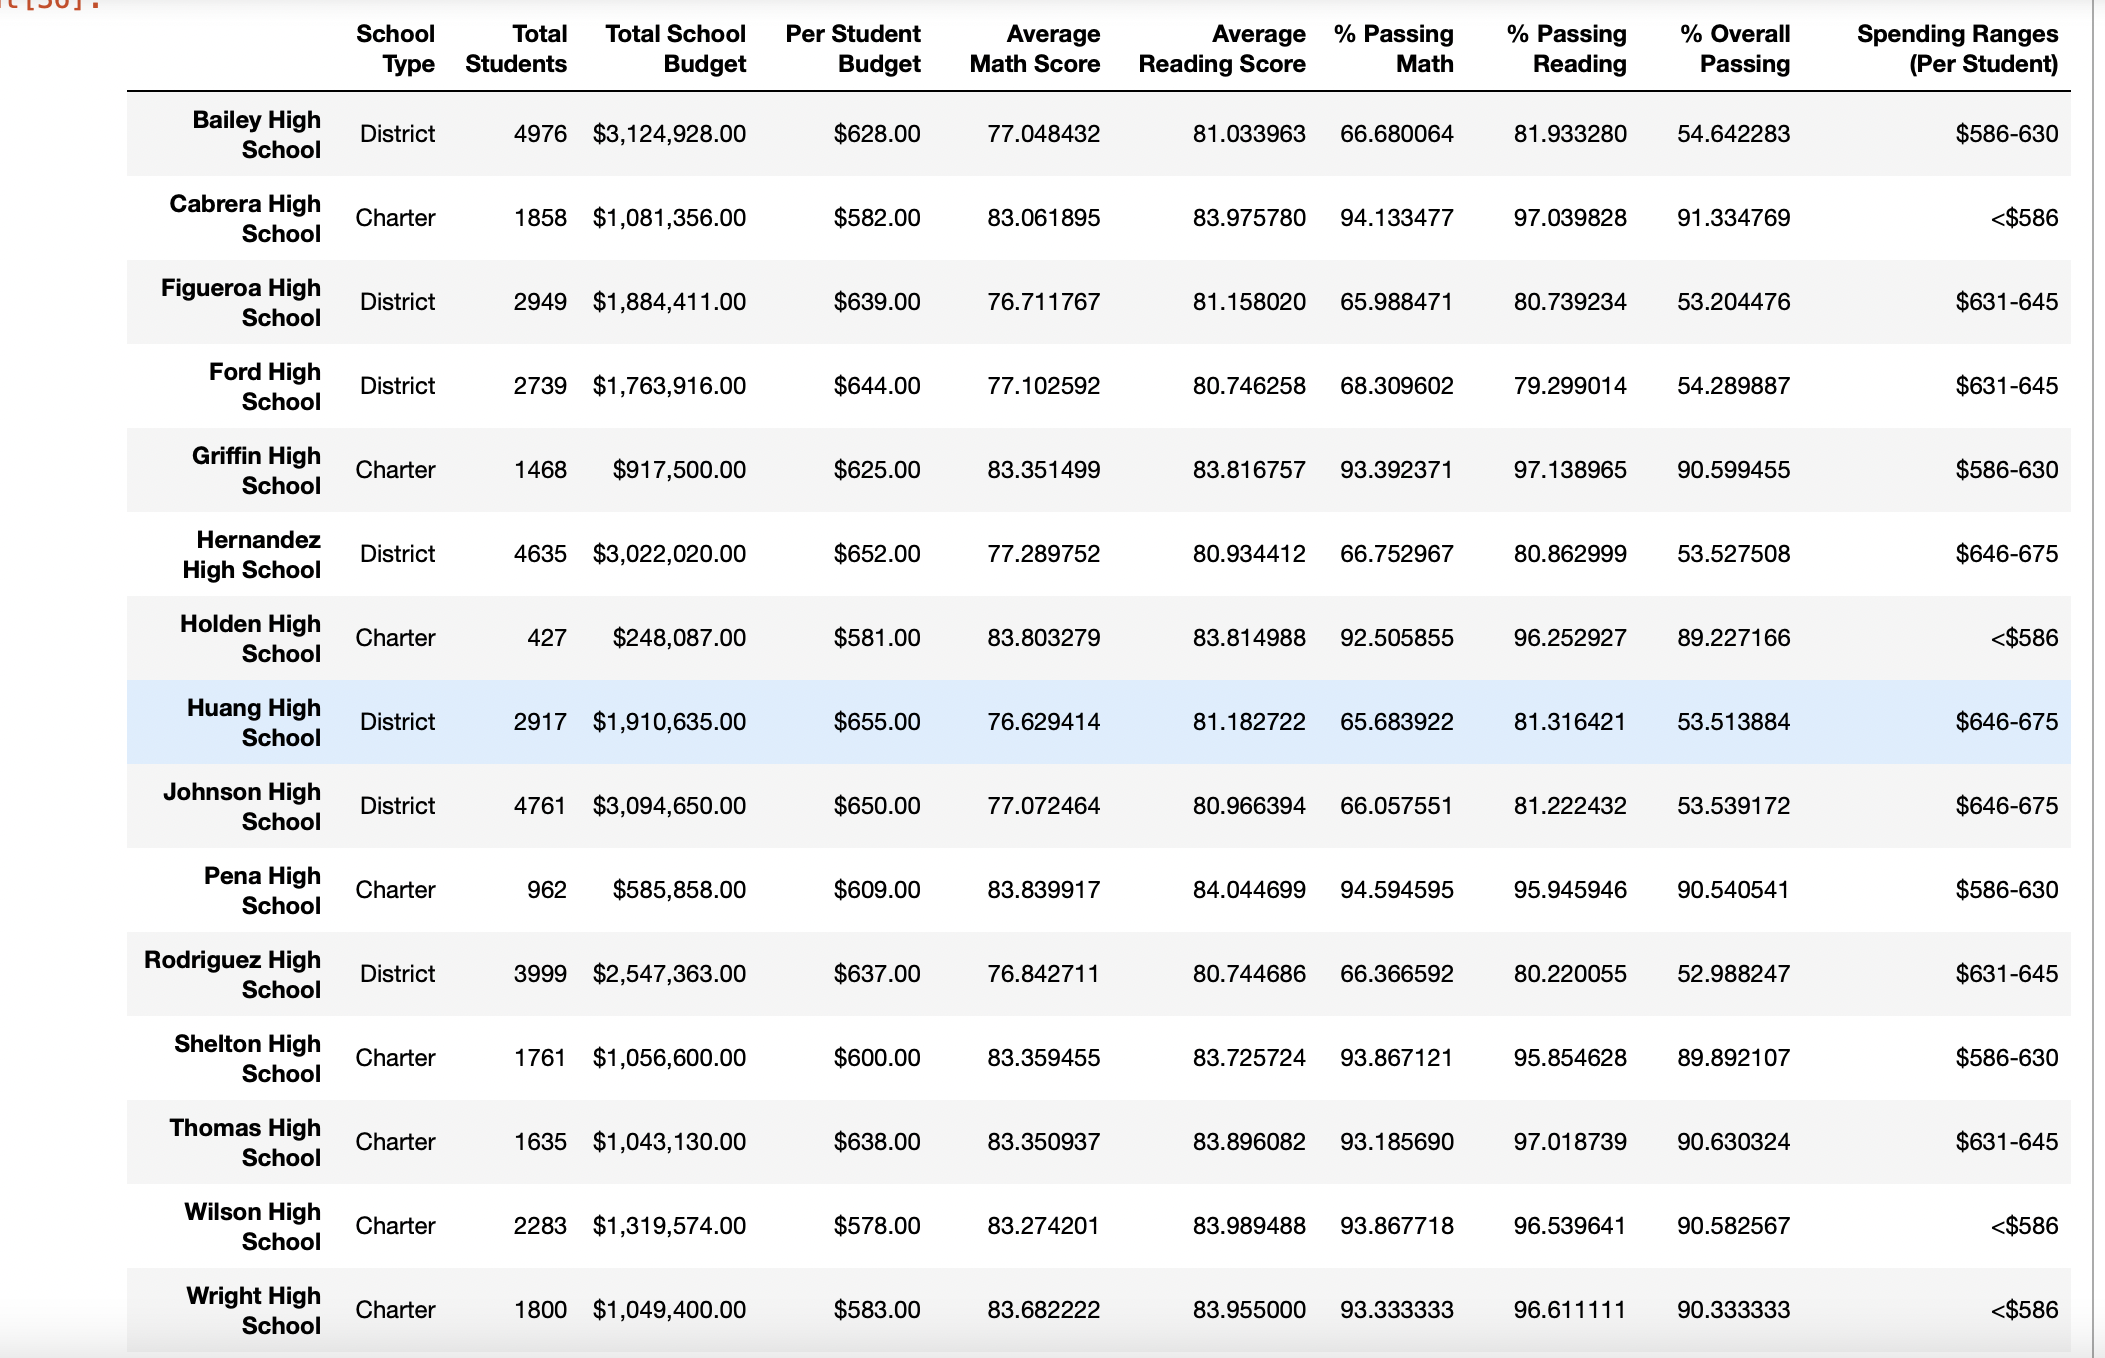 School Type Total Students Total School Budget Per Student Budget Average Math Score Average Reading Score % Passing Math % Passing Reading % Overall Passing Spending Ranges (Per Student)
Bailey High School District 4976 $3,124,928.00 $628.00 77.048432 81.033963 66.680064 81.933280 54.642283 $586-630
Cabrera High School Charter 1858 $1,081,356.00 $582.00 83.061895 83.975780 94.133477 97.039828 91.334769 <$586
Figueroa High School District 2949 $1,884,411.00 $639.00 76.711767 81.158020 65.988471 80.739234 53.204476 $631-645
Ford High School District 2739 $1,763,916.00 $644.00 77.102592 80.746258 68.309602 79.299014 54.289887 $631-645
Griffin High School Charter 1468 $917,500.00 $625.00 83.351499 83.816757 93.392371 97.138965 90.599455 $586-630
Hernandez High School District 4635 $3,022,020.00 $652.00 77.289752 80.934412 66.752967 80.862999 53.527508 $646-675
Holden High School Charter 427 $248,087.00 $581.00 83.803279 83.814988 92.505855 96.252927 89.227166 <$586
Huang High School District 2917 $1,910,635.00 $655.00 76.629414 81.182722 65.683922 81.316421 53.513884 $646-675
Johnson High School District 4761 $3,094,650.00 $650.00 77.072464 80.966394 66.057551 81.222432 53.539172 $646-675
Pena High School Charter 962 $585,858.00 $609.00 83.839917 84.044699 94.594595 95.945946 90.540541 $586-630
Rodriguez High School District 3999 $2,547,363.00 $637.00 76.842711 80.744686 66.366592 80.220055 52.988247 $631-645
Shelton High School Charter 1761 $1,056,600.00 $600.00 83.359455 83.725724 93.867121 95.854628 89.892107 $586-630
Thomas High School Charter 1635 $1,043,130.00 $638.00 83.350937 83.896082 93.185690 97.018739 90.630324 $631-645
Wilson High School Charter 2283 $1,319,574.00 $578.00 83.274201 83.989488 93.867718 96.539641 90.582567 <$586
Wright High School Charter 1800 $1,049,400.00 $583.00 83.682222 83.955000 93.333333 96.611111 90.333333 <$586